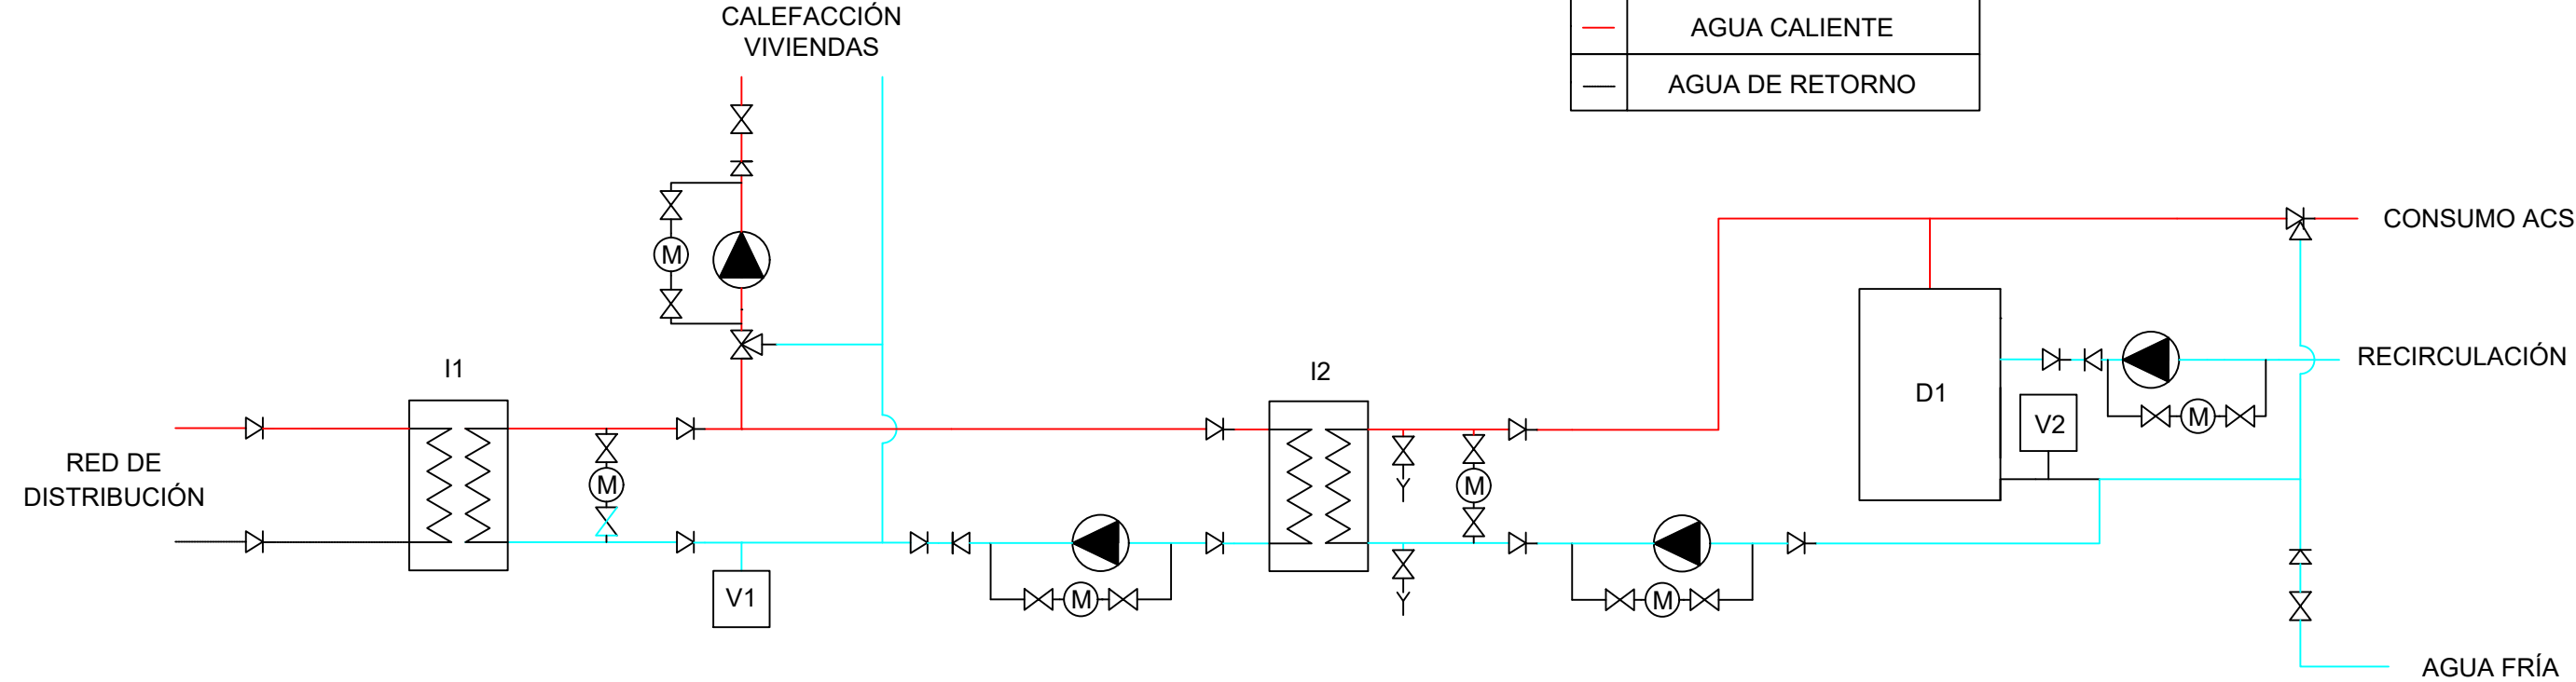 CALEFACCIÓN
VIVIENDAS
AGUA CALIENTE
AGUA DE RETORNO
M
CONSUMO ACS
RECIRCULACIÓN
I1
I2
D1
V2
M
RED DE
DISTRIBUCIÓN
M
M
V1
M
M
AGUA FRÍA